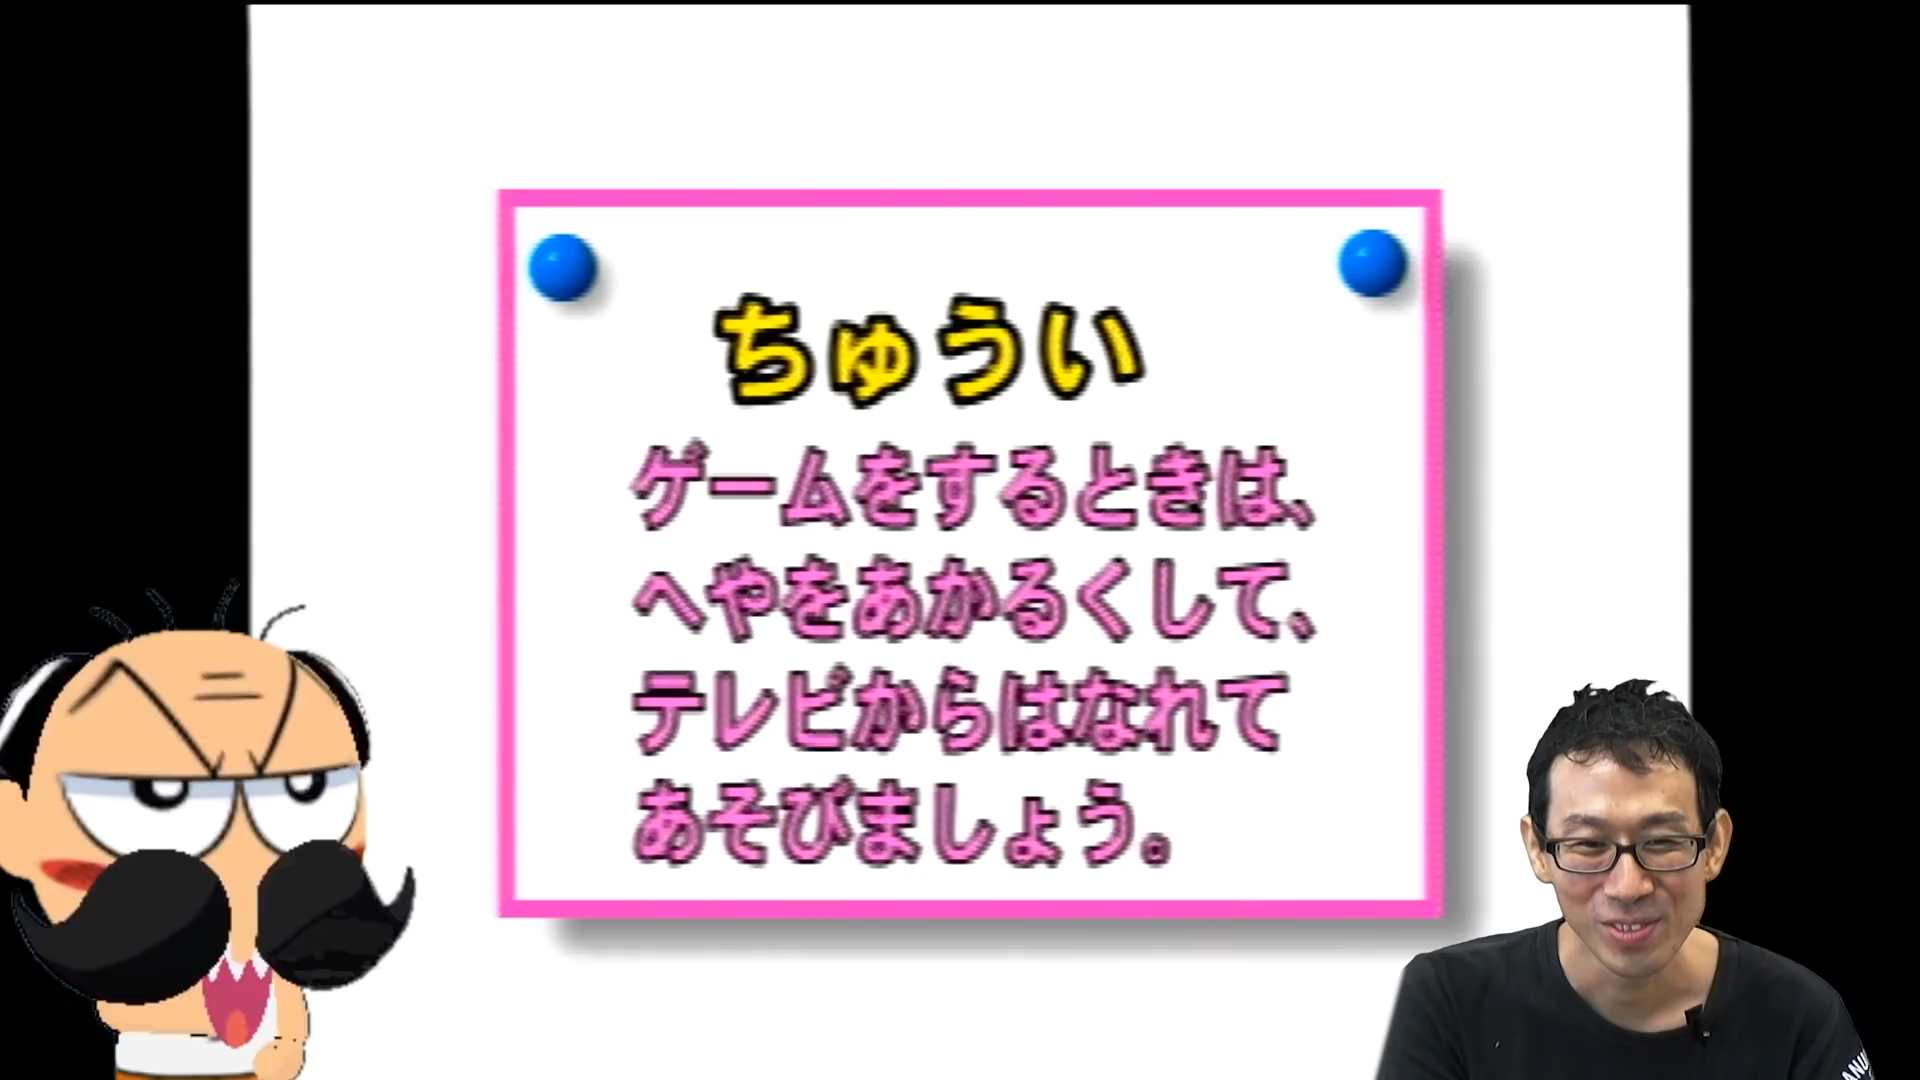 ちゅうい
ゲームをするときは、
へやをあかるくして、
テレビからはなれて
あそびましょう。